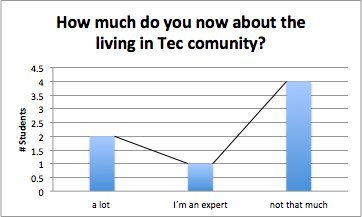 How much do you now about the
living in Tec comunity?
# Students
4.5
4
3.5
3
2.5
2
1.5
1
0.5
0
a lot
I´m an expert
not that much